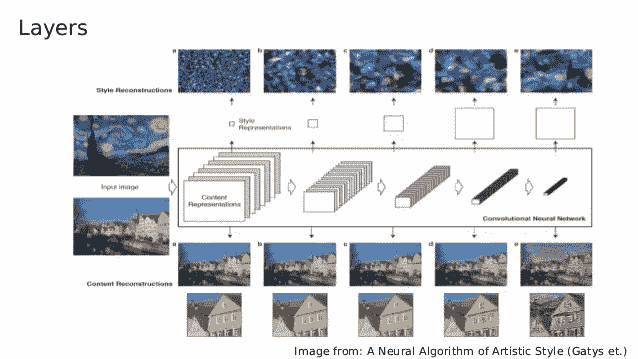 Layers
a b c d e
Style Reconstructions
Style
Representations
Input image
Content
Representations
Convolutional Neural Network
a b c d e
Content Reconstructions
Image from: A Neural Algorithm of Artistic Style (Gatys et.)